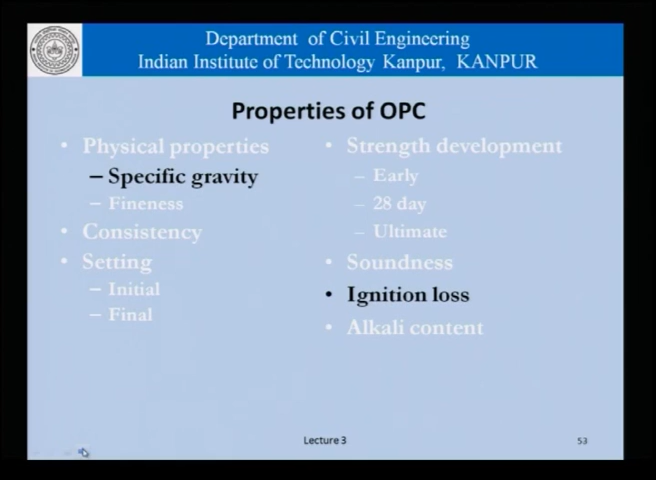 Department of Civil Engineering
Indian Institute of Technology Kanpur, KANPUR
Properties of OPC
• Physical properties
– Specific gravity
– Fineness
• Consistency
• Setting
– Initial
– Final
• Strength development
– Early
– 28 day
– Ultimate
• Soundness
• Ignition loss
• Alkali content
Lecture 3
53